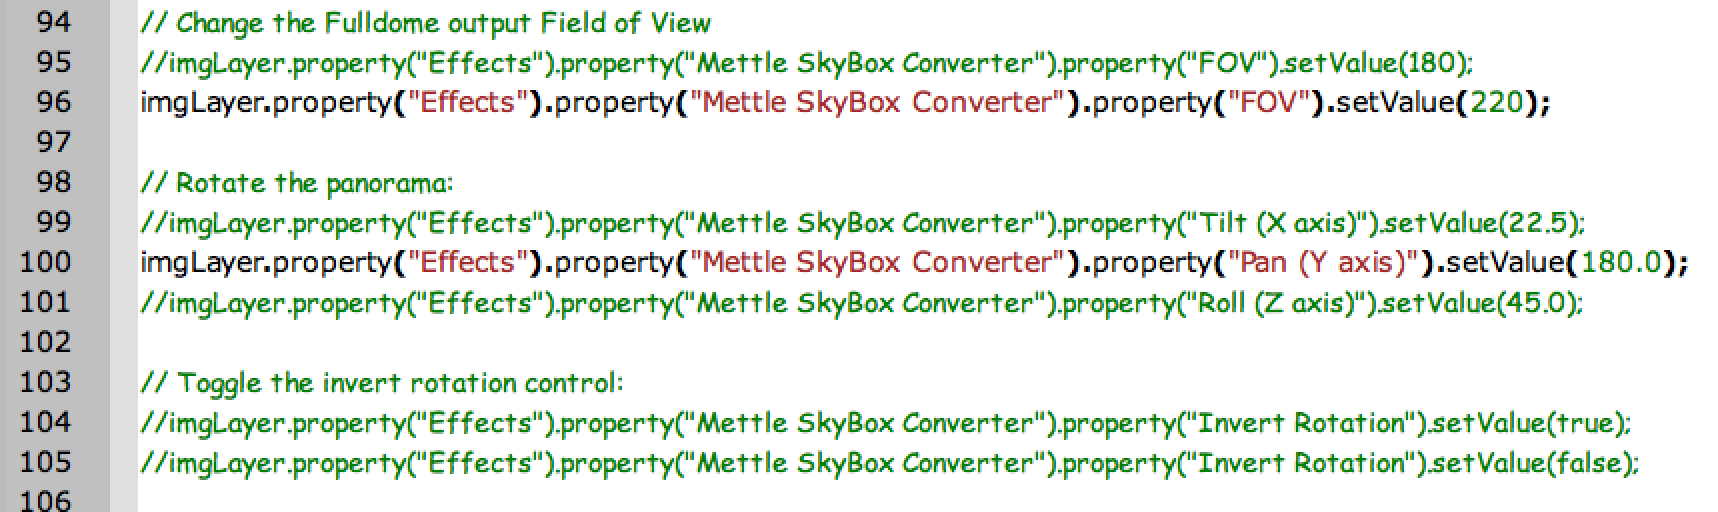 94 // Change the Fulldome output Field of View
95 //imgLayer.property("Effects").property("Mettle SkyBox Converter").property("FOV").setValue(180);
96 imgLayer.property("Effects").property("Mettle SkyBox Converter").property("FOV").setValue(220);
97
98 // Rotate the panorama:
99 //imgLayer.property("Effects").property("Mettle SkyBox Converter").property("Tilt (X axis)").setValue(22.5);
100 imgLayer.property("Effects").property("Mettle SkyBox Converter").property("Pan (Y axis)").setValue(180.0);
101 //imgLayer.property("Effects").property("Mettle SkyBox Converter").property("Roll (Z axis)").setValue(45.0);
102
103 // Toggle the invert rotation control:
104 //imgLayer.property("Effects").property("Mettle SkyBox Converter").property("Invert Rotation").setValue(true);
105 //imgLayer.property("Effects").property("Mettle SkyBox Converter").property("Invert Rotation").setValue(false);
106